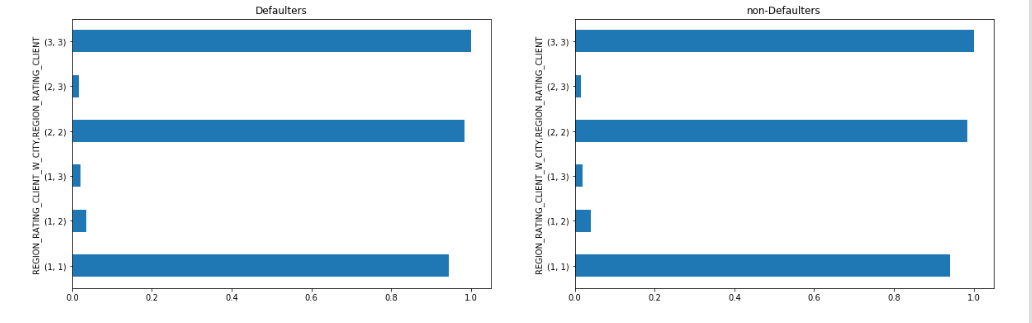 Defaulters
REGION_RATING_CLIENT_W_CITY,REGION_RATING_CLIENT
(3, 3)
(2, 3)
(2, 2)
(1, 3)
(1, 2)
(1, 1)
0.0 0.2 0.4 0.6 0.8 1.0
non-Defaulters
REGION_RATING_CLIENT_W_CITY,REGION_RATING_CLIENT
(3, 3)
(2, 3)
(2, 2)
(1, 3)
(1, 2)
(1, 1)
0.0 0.2 0.4 0.6 0.8 1.0